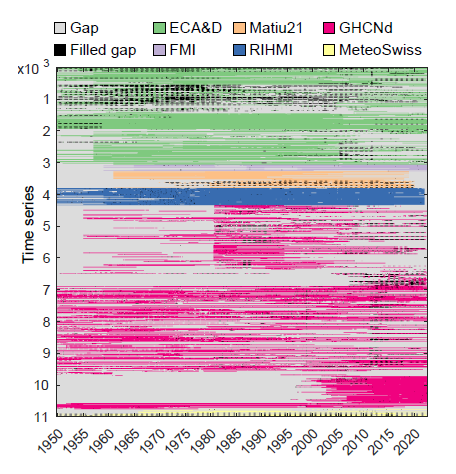 Gap ECA&D Matiu21 GHCNd
Filled gap FMI RIHMI MeteoSwiss
x10 3
1
2
3
4
5
6
7
8
9
10
11
Time series
1950 1955 1960 1965 1970 1975 1980 1985 1990 1995 2000 2005 2010 2015 2020